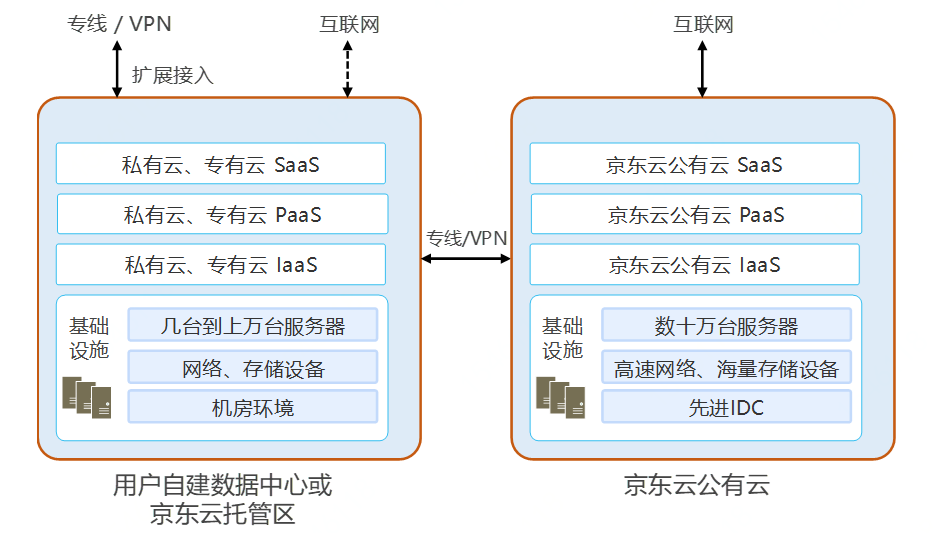 专线 / VPN
互联网
互联网
扩展接入
私有云、专有云 SaaS
私有云、专有云 PaaS
私有云、专有云 IaaS
基础
设施
几台到上万台服务器
网络、存储设备
机房环境
用户自建数据中心或
京东云托管区
专线/VPN
京东云公有云 SaaS
京东云公有云 PaaS
京东云公有云 IaaS
基础
设施
数十万台服务器
高速网络、海量存储设备
先进IDC
京东云公有云